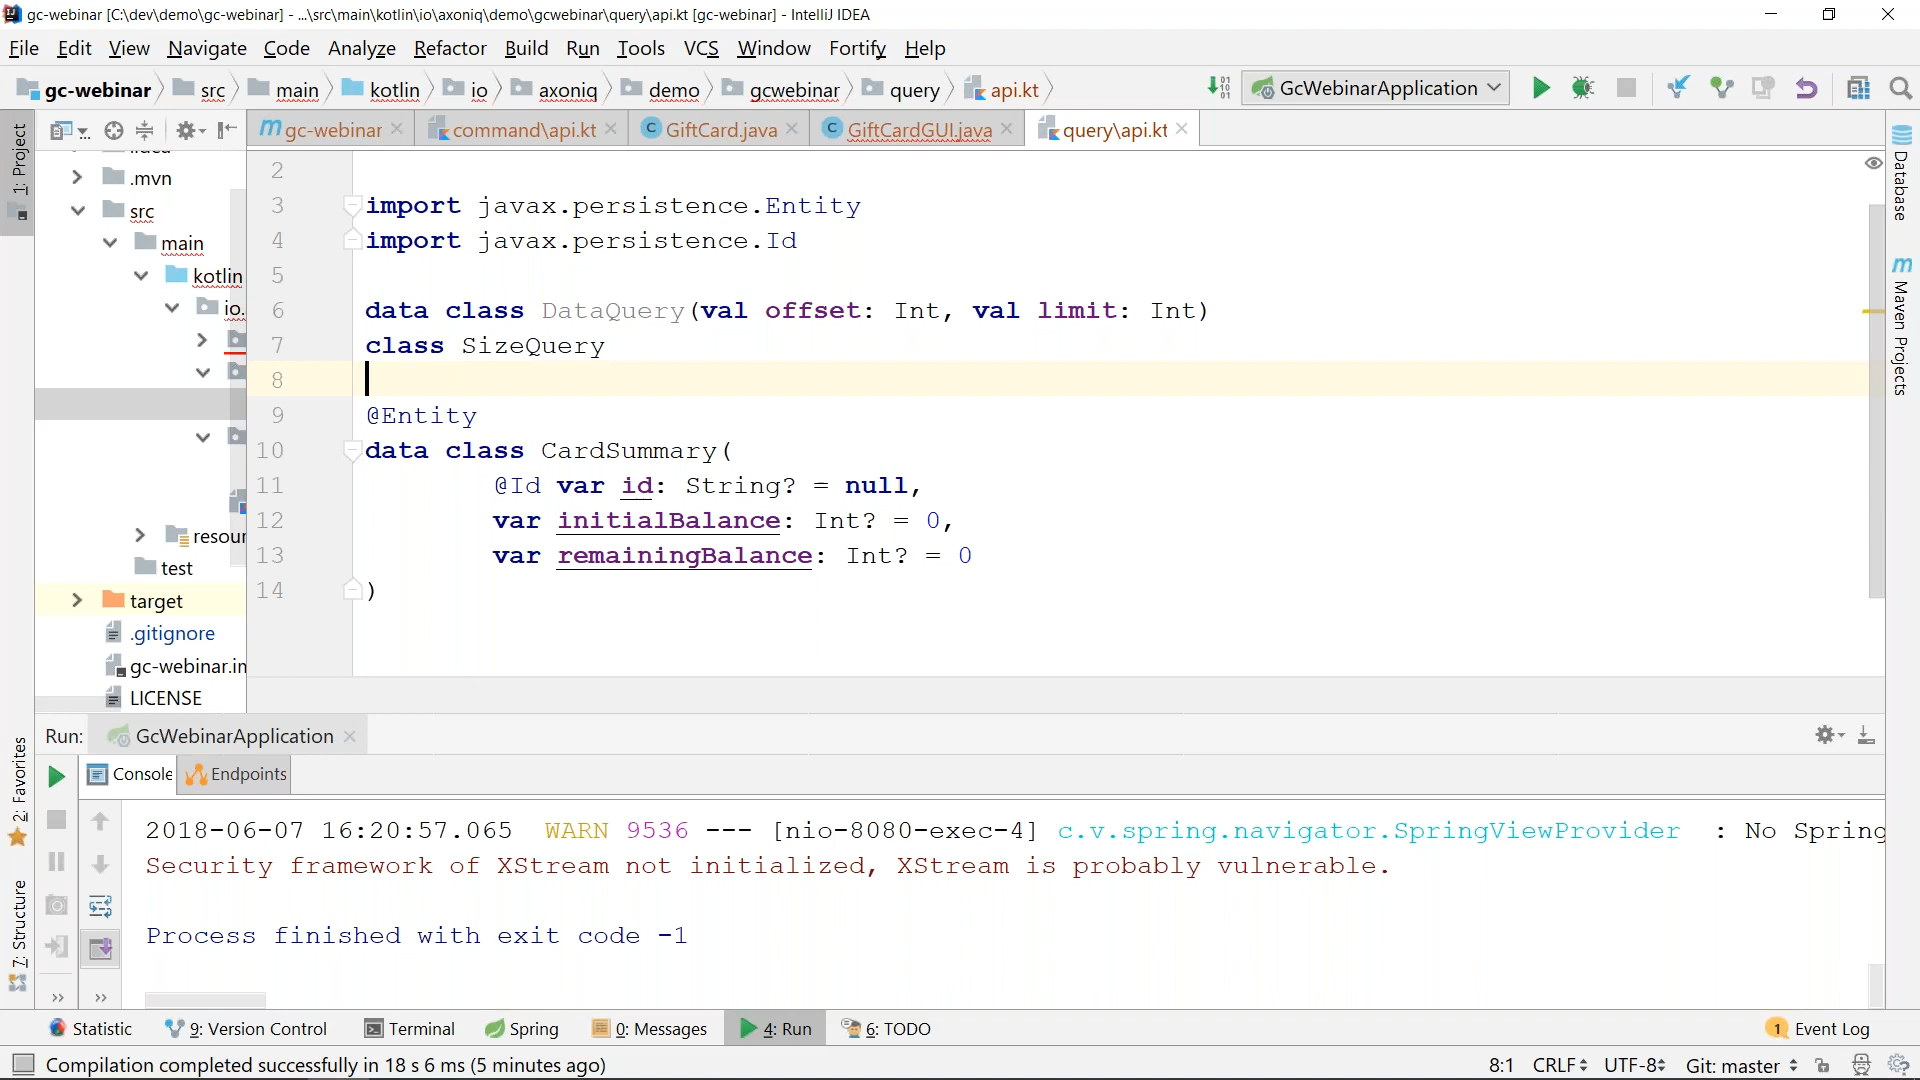 gc-webinar [C:\dev\demo\gc-webinar] - ...\src\main\kotlin\io\axoniq\demo\gcwebinar\query\api.kt [gc-webinar] - IntelliJ IDEA
File Edit View Navigate Code Analyze Refactor Build Run Tools VCS Window Fortify Help
gc-webinar src main kotlin io axoniq demo gcwebinar query api.kt GcWebinarApplication
gc-webinar command\api.kt GiftCard.java GiftCardGUI.java query\api.kt
1: Project
.mvn
src
main
kotlin
io.
resour
test
target
.gitignore
gc-webinar.im
LICENSE
2
3 import javax.persistence.Entity
4 import javax.persistence.Id
5
6 data class DataQuery(val offset: Int, val limit: Int)
7 class SizeQuery
8
9 @Entity
10 data class CardSummary(
11 @Id var id: String? = null,
12 var initialBalance: Int? = 0,
13 var remainingBalance: Int? = 0
14 )
Database
Maven Projects
Run: GcWebinarApplication
Console Endpoints
2: Favorites
7: Structure
2018-06-07 16:20:57.065 WARN 9536 --- [nio-8080-exec-4] c.v.spring.navigator.SpringViewProvider : No Spring
Security framework of XStream not initialized, XStream is probably vulnerable.
Process finished with exit code -1
Statistic 9: Version Control Terminal Spring 0: Messages 4: Run 6: TODO 1 Event Log
Compilation completed successfully in 18 s 6 ms (5 minutes ago) 8:1 CRLF UTF-8 Git: master